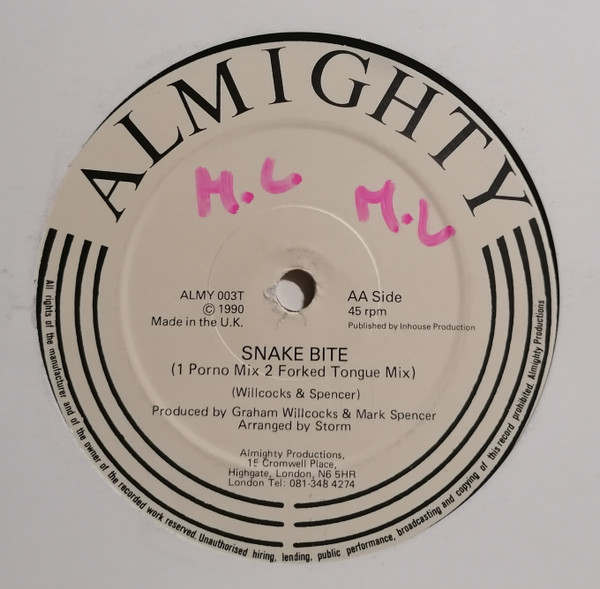 ALMIGHTY
M.L M.L
ALMY 003T
© 1990
Made in the U.K.
AA Side
45 rpm
Published by Inhouse Production
SNAKE BITE
(1 Porno Mix 2 Forked Tongue Mix)
(Willcocks & Spencer)
Produced by Graham Willcocks & Mark Spencer
Arranged by Storm
Almighty Productions,
15 Cromwell Place,
Highgate, London, N6 5HR
London Tel: 081-348 4274
All rights of the manufacturer and of the owner of the recorded work reserved. Unauthorised hiring, lending, public performance, broadcasting and copying of this record prohibited. Almighty Productions